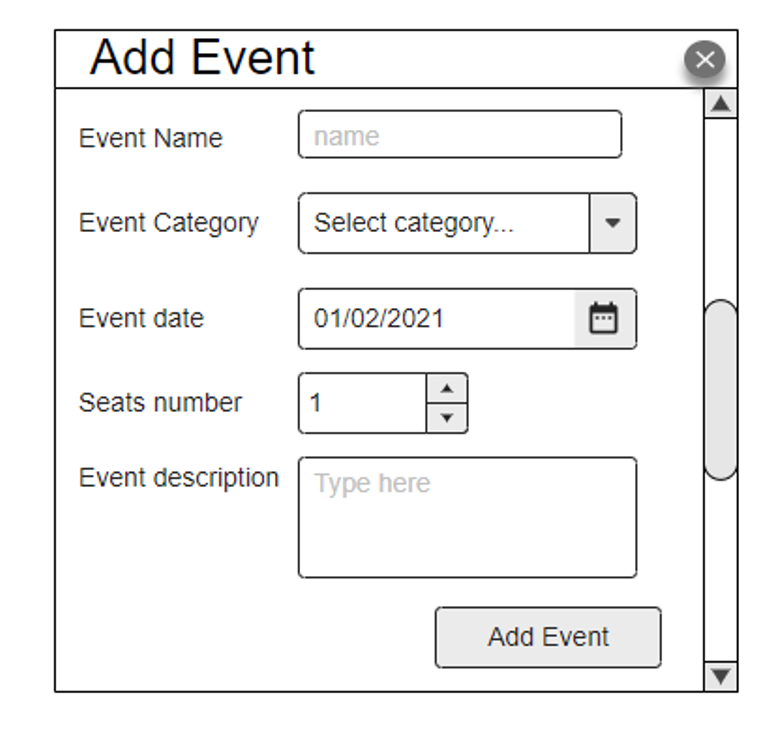 Add Event
Event Name
name
Event Category
Select category...
Event date
01/02/2021
Seats number
1
Event description
Type here
Add Event